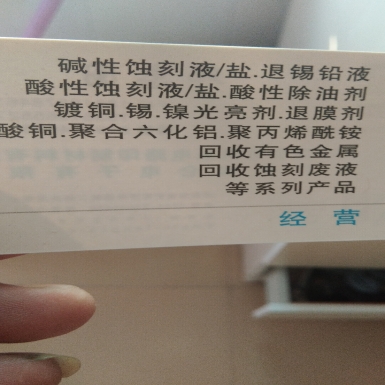 碱性蚀刻液/盐.退锡铅液
酸性蚀刻液/盐.酸性除油剂
镀铜.锡.镍光亮剂.退膜剂
酸铜.聚合六化铝.聚丙烯酰铵
回收有色金属
回收蚀刻废液
等系列产品
经 营